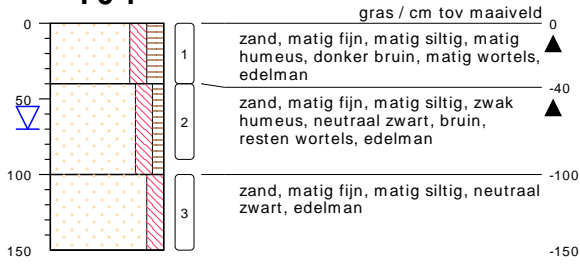 gras / cm tov maaiveld
0
0
1
zand, matig fijn, matig siltig, matig
humeus, donker bruin, matig wortels,
edelman
-40
50
2
zand, matig fijn, matig siltig, zwak
humeus, neutraal zwart, bruin,
resten wortels, edelman
100
-100
3
zand, matig fijn, matig siltig, neutraal
zwart, edelman
150
-150